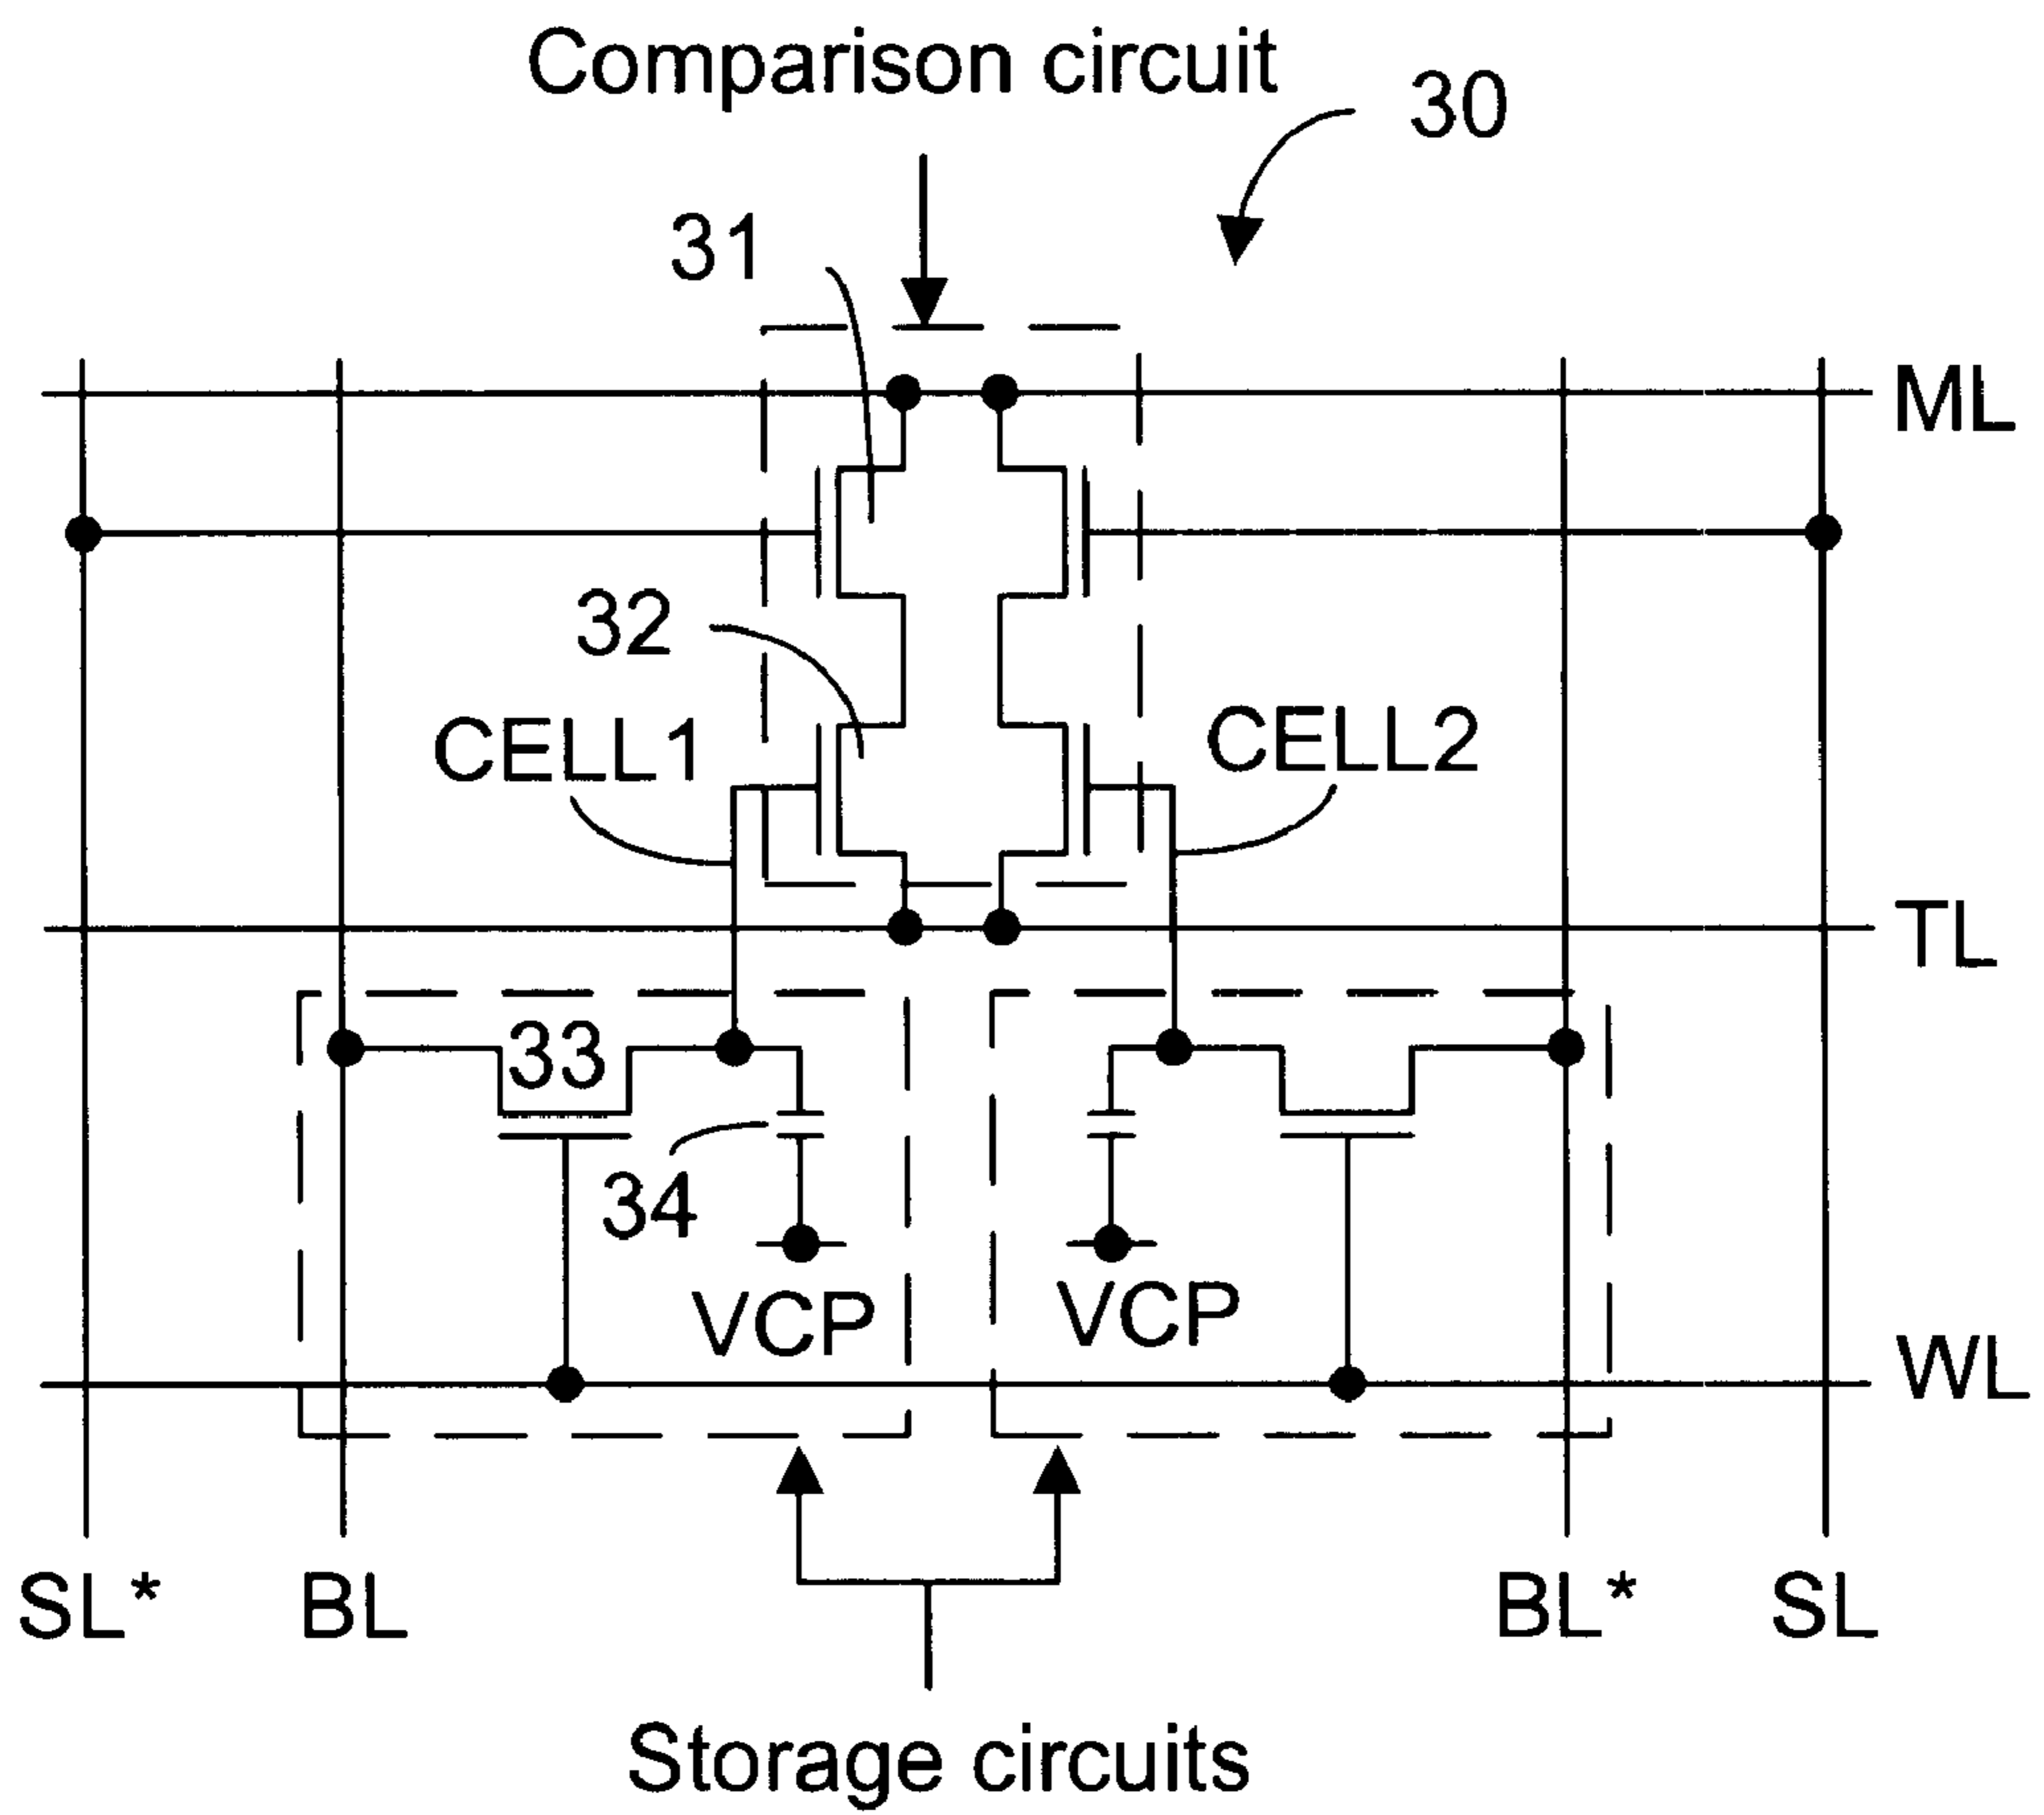 Comparison circuit
30
31
ML
32
CELL1
CELL2
TL
33
34
VCP
VCP
WL
SL*
BL
BL*
SL
Storage circuits